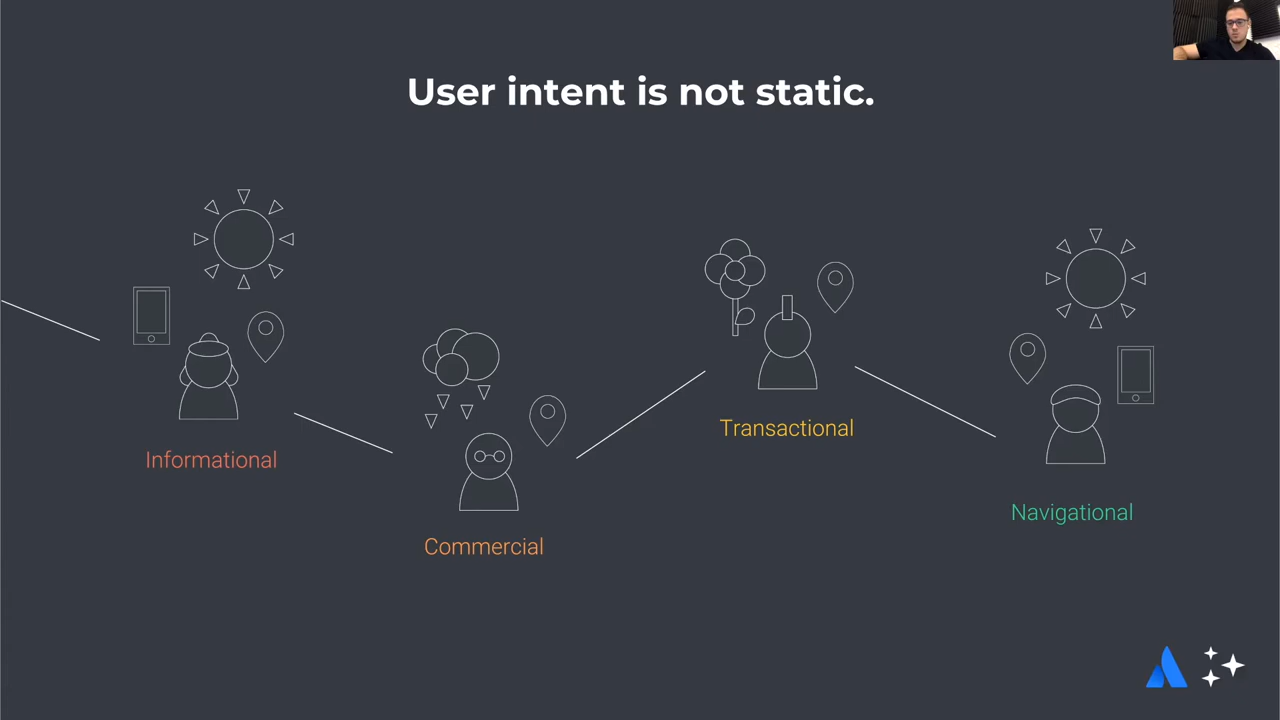 User intent is not static.
Informational
Commercial
Transactional
Navigational